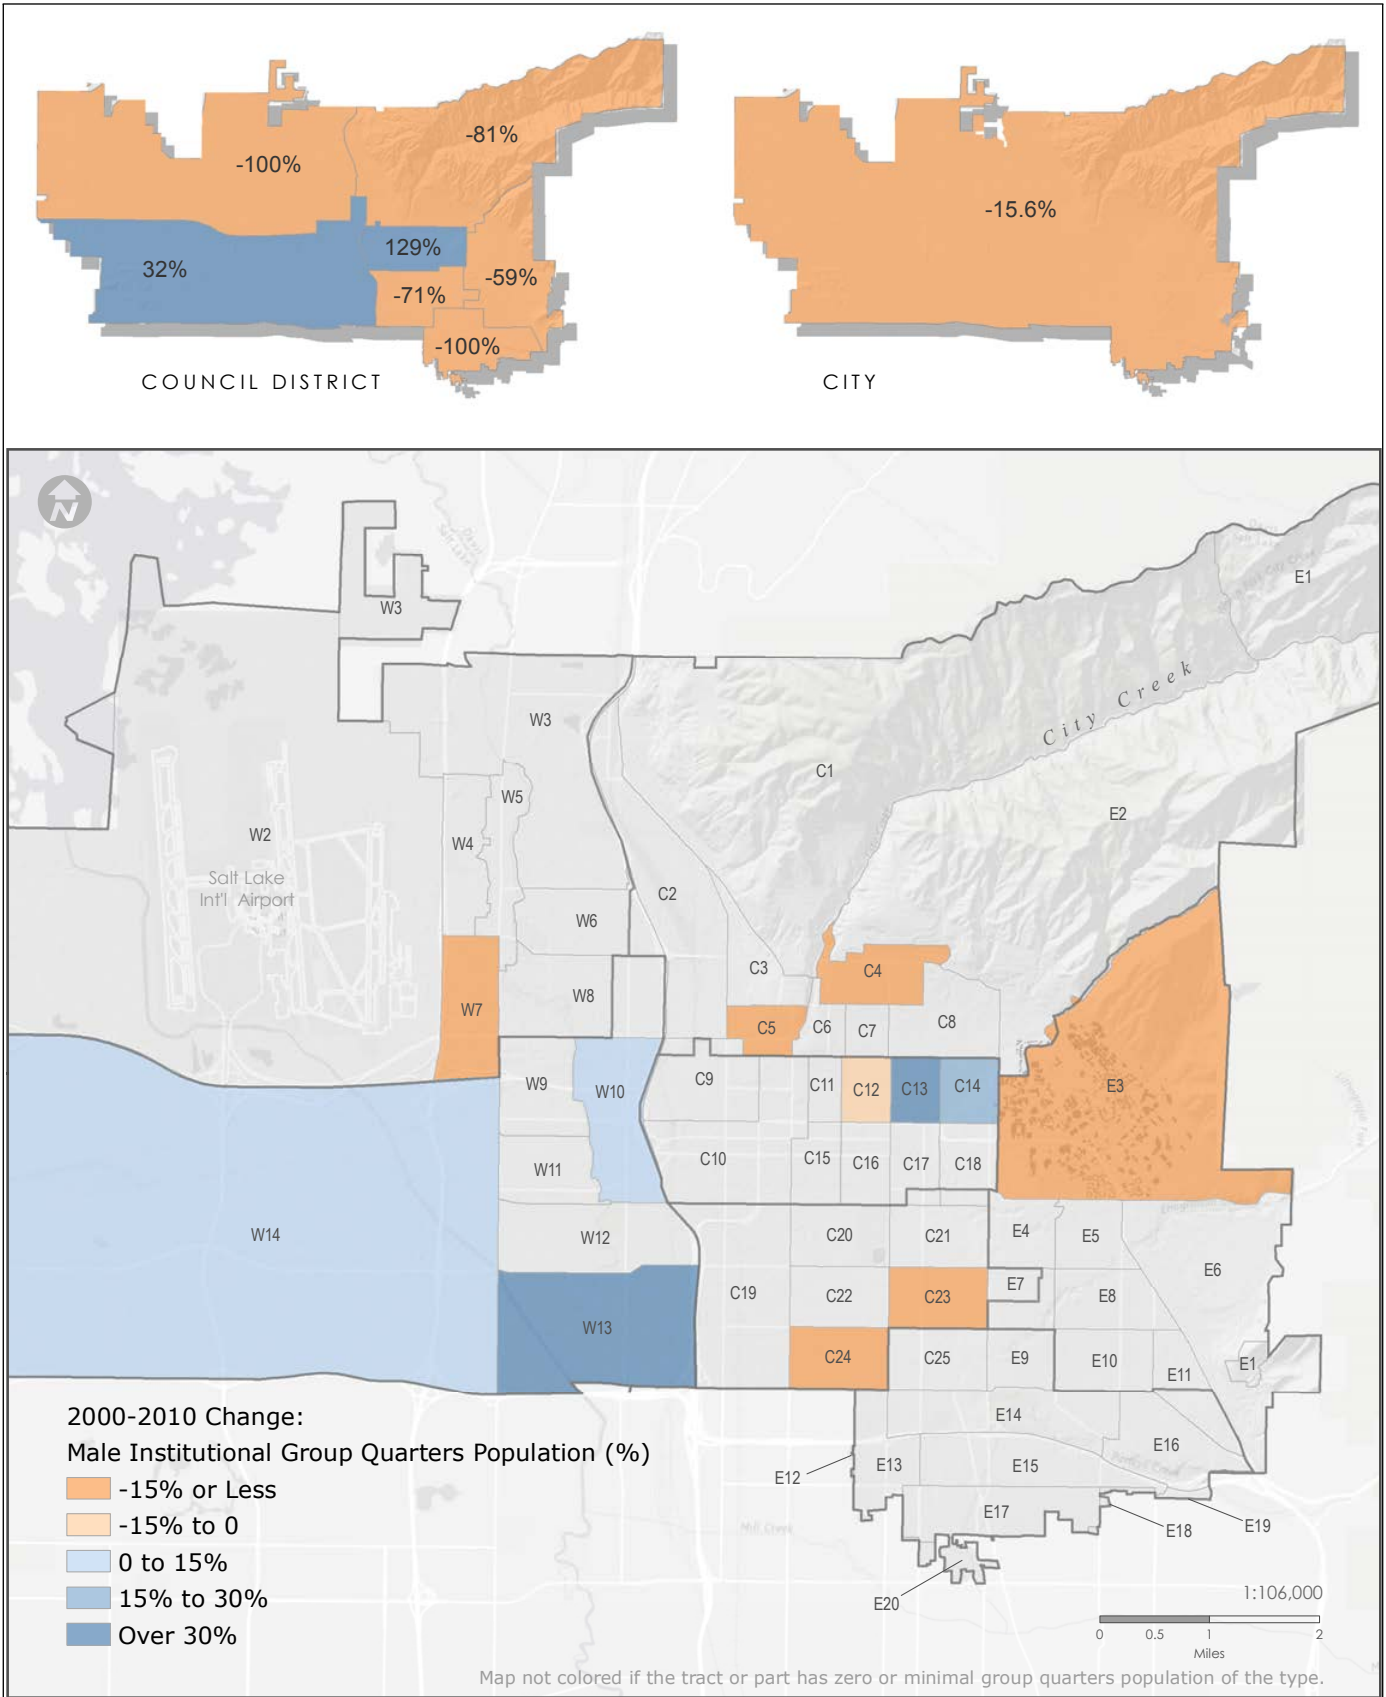 -81%
-100%
129%
32%
-59%
-71%
-100%
COUNCIL DISTRICT
-15.6%
CITY
N
E1
W3
City Creek
W3
C1
W5
E2
W2
W4
Salt Lake
Int'l Airport
C2
W6
C3
C4
W8
W7
C5
C6
C7
C8
C9
C11
C12
C13
C14
E3
W9
W10
C10
C15
C16
C17
C18
W11
W14
W12
C20
C21
E4
E5
E6
C19
C22
C23
E7
E8
W13
C24
C25
E9
E10
E11
E1
2000-2010 Change:
Male Institutional Group Quarters Population (%)
-15% or Less
-15% to 0
0 to 15%
15% to 30%
Over 30%
E14
E16
E12
E13
E15
E17
E18
E19
E20
Mill Creek
1:106,000
0 0.5 1 2
Miles
Map not colored if the tract or part has zero or minimal group quarters population of the type.